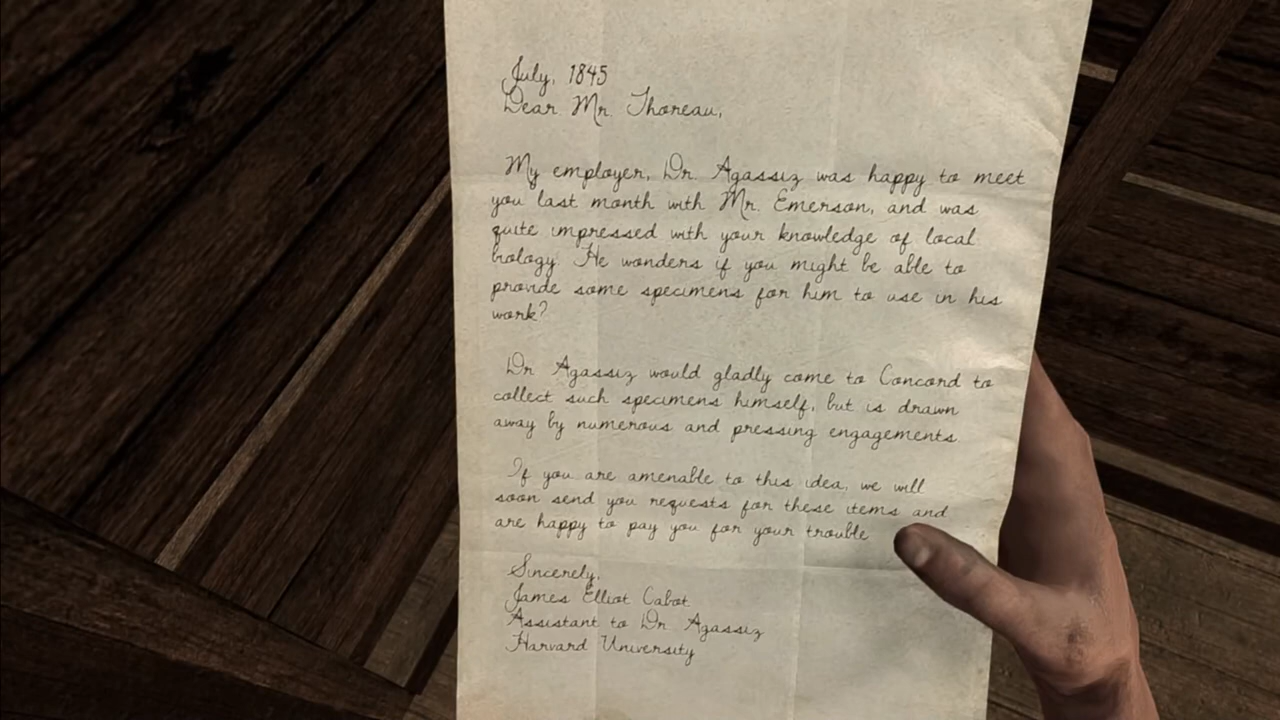 July, 1845
Dear Mr. Thoreau,
My employer, Dr. Agassiz was happy to meet
you last month with Mr. Emerson, and was
quite impressed with your knowledge of local
biology. He wonders if you might be able to
provide some specimens for him to use in his
work?
Dr. Agassiz would gladly come to Concord to
collect such specimens himself, but is drawn
away by numerous and pressing engagements.
If you are amenable to this idea, we will
soon send you requests for these items and
are happy to pay you for your trouble
Sincerely,
James Elliot Cabot
Assistant to Dr. Agassiz
Harvard University